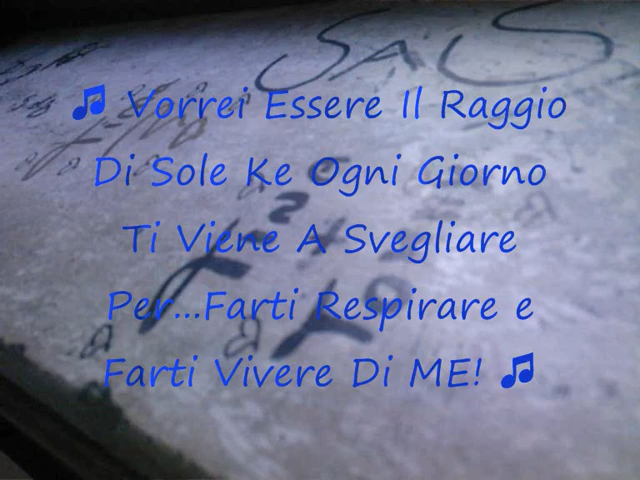 SAS
♫ Vorrei Essere Il Raggio
Di Sole Ke Ogni Giorno
Ti Viene A Svegliare
Per...Farti Respirare e
Farti Vivere Di ME! ♫